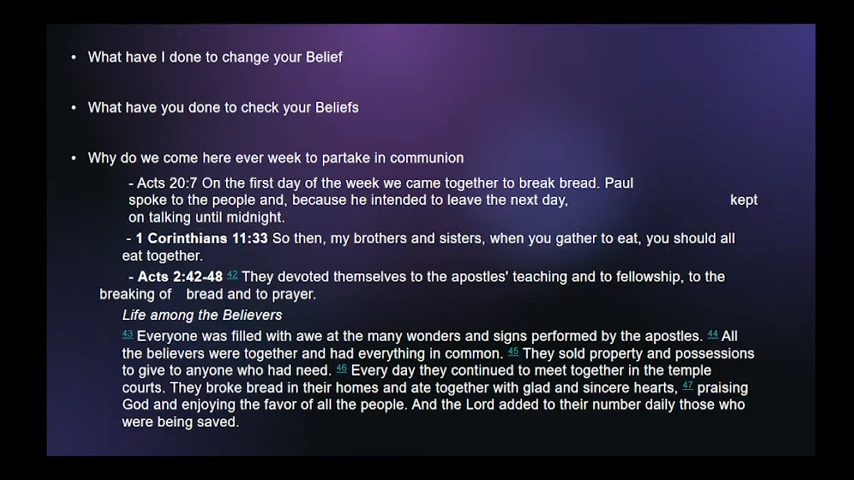 • What have I done to change your Belief
• What have you done to check your Beliefs
• Why do we come here ever week to partake in communion
- Acts 20:7 On the first day of the week we came together to break bread. Paul
spoke to the people and, because he intended to leave the next day, kept
on talking until midnight.
- 1 Corinthians 11:33 So then, my brothers and sisters, when you gather to eat, you should all
eat together.
- Acts 2:42-48 42 They devoted themselves to the apostles' teaching and to fellowship, to the
breaking of bread and to prayer.
Life among the Believers
43 Everyone was filled with awe at the many wonders and signs performed by the apostles. 44 All
the believers were together and had everything in common. 45 They sold property and possessions
to give to anyone who had need. 46 Every day they continued to meet together in the temple
courts. They broke bread in their homes and ate together with glad and sincere hearts, 47 praising
God and enjoying the favor of all the people. And the Lord added to their number daily those who
were being saved.